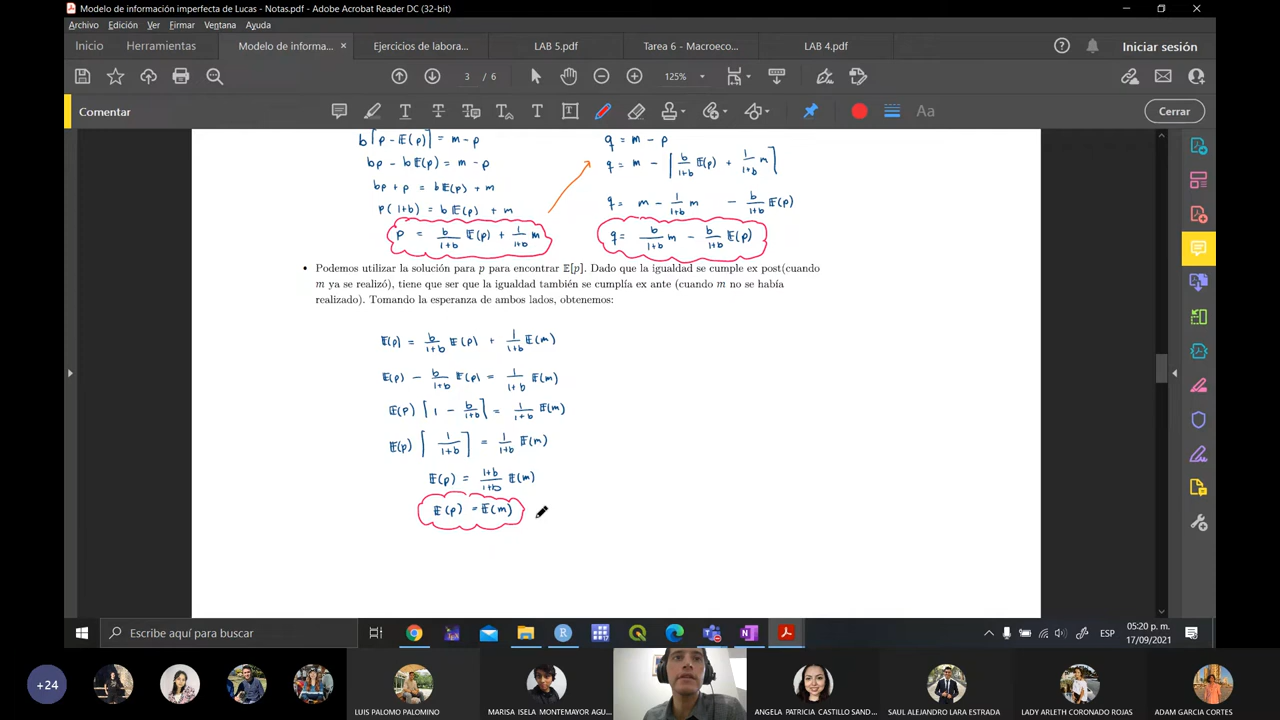 Modelo de información imperfecta de Lucas - Notas.pdf - Adobe Acrobat Reader DC (32-bit)
Archivo Edición Ver Firmar Ventana Ayuda
Inicio Herramientas Modelo de informa... × Ejercicios de labora... LAB 5.pdf Tarea 6 - Macroeco... LAB 4.pdf Iniciar sesión
3 / 6 125%
Comentar Aa Cerrar
b[p - 𝔼(p)] = m - p
bp - b𝔼(p) = m - p
bp + p = b𝔼(p) + m
p(1+b) = b𝔼(p) + m
p = b/1+b 𝔼(p) + 1/1+b m
q = m - p
q = m - [b/1+b 𝔼(p) + 1/1+b m]
q = m - 1/1+b m - b/1+b 𝔼(p)
q = b/1+b m - b/1+b 𝔼(p)
• Podemos utilizar la solución para p para encontrar 𝔼[p]. Dado que la igualdad se cumple ex post(cuando
m ya se realizó), tiene que ser que la igualdad también se cumplía ex ante (cuando m no se había
realizado). Tomando la esperanza de ambos lados, obtenemos:
𝔼(p) = b/1+b 𝔼(p) + 1/1+b 𝔼(m)
𝔼(p) - b/1+b 𝔼(p) = 1/1+b 𝔼(m)
𝔼(p) [1 - b/1+b] = 1/1+b 𝔼(m)
𝔼(p) [1/1+b] = 1/1+b 𝔼(m)
𝔼(p) = 1+b/1+b 𝔼(m)
𝔼(p) = 𝔼(m)
Escribe aquí para buscar
ESP
05:20 p. m.
17/09/2021
+24
LUIS PALOMO PALOMINO
MARISA ISELA MONTEMAYOR AGU...
ANGELA PATRICIA CASTILLO SAND...
SAUL ALEJANDRO LARA ESTRADA
LADY ARLETH CORONADO ROJAS
ADAM GARCIA CORTES